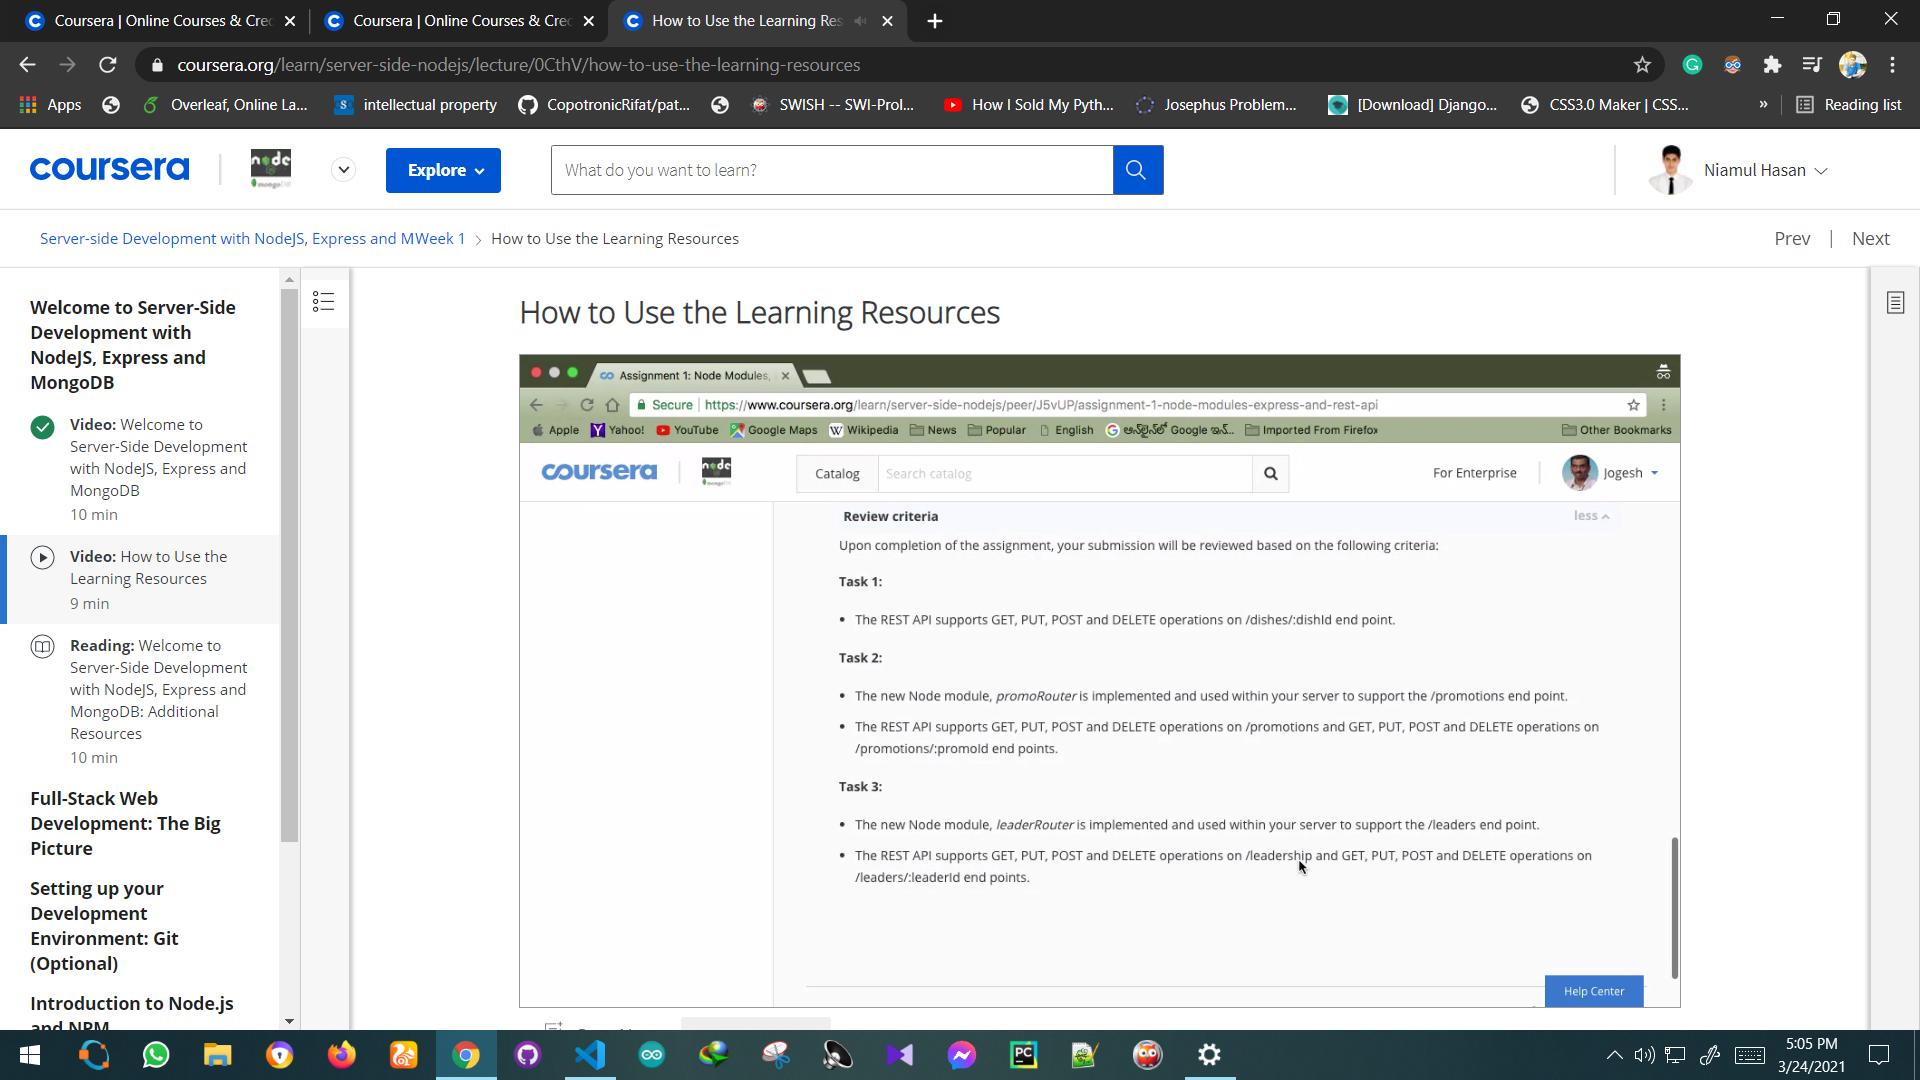 Coursera | Online Courses & Cre
Coursera | Online Courses & Cre
How to Use the Learning Res
coursera.org/learn/server-side-nodejs/lecture/0CthV/how-to-use-the-learning-resources
Apps
Overleaf, Online La...
intellectual property
CopotronicRifat/pat...
SWISH -- SWI-Prol...
How I Sold My Pyth...
Josephus Problem...
[Download] Django...
CSS3.0 Maker | CSS...
»
Reading list
coursera
node
mongoDB
Explore
What do you want to learn?
Niamul Hasan
Server-side Development with NodeJS, Express and MWeek 1
How to Use the Learning Resources
Prev | Next
Welcome to Server-Side
Development with
NodeJS, Express and
MongoDB
Video: Welcome to
Server-Side Development
with NodeJS, Express and
MongoDB
10 min
Video: How to Use the
Learning Resources
9 min
Reading: Welcome to
Server-Side Development
with NodeJS, Express and
MongoDB: Additional
Resources
10 min
Full-Stack Web
Development: The Big
Picture
Setting up your
Development
Environment: Git
(Optional)
Introduction to Node.js
and NPM
How to Use the Learning Resources
Assignment 1: Node Modules,
Secure | https://www.coursera.org/learn/server-side-nodejs/peer/J5vUP/assignment-1-node-modules-express-and-rest-api
Apple
Yahoo!
YouTube
Google Maps
Wikipedia
News
Popular
English
Google
Imported From Firefox
Other Bookmarks
coursera
node
Catalog
Search catalog
For Enterprise
Jogesh
Review criteria
less
Upon completion of the assignment, your submission will be reviewed based on the following criteria:
Task 1:
• The REST API supports GET, PUT, POST and DELETE operations on /dishes/:dishId end point.
Task 2:
• The new Node module, promoRouter is implemented and used within your server to support the /promotions end point.
• The REST API supports GET, PUT, POST and DELETE operations on /promotions and GET, PUT, POST and DELETE operations on
/promotions/:promoId end points.
Task 3:
• The new Node module, leaderRouter is implemented and used within your server to support the /leaders end point.
• The REST API supports GET, PUT, POST and DELETE operations on /leadership and GET, PUT, POST and DELETE operations on
/leaders/:leaderId end points.
Help Center
PC
5:05 PM
3/24/2021